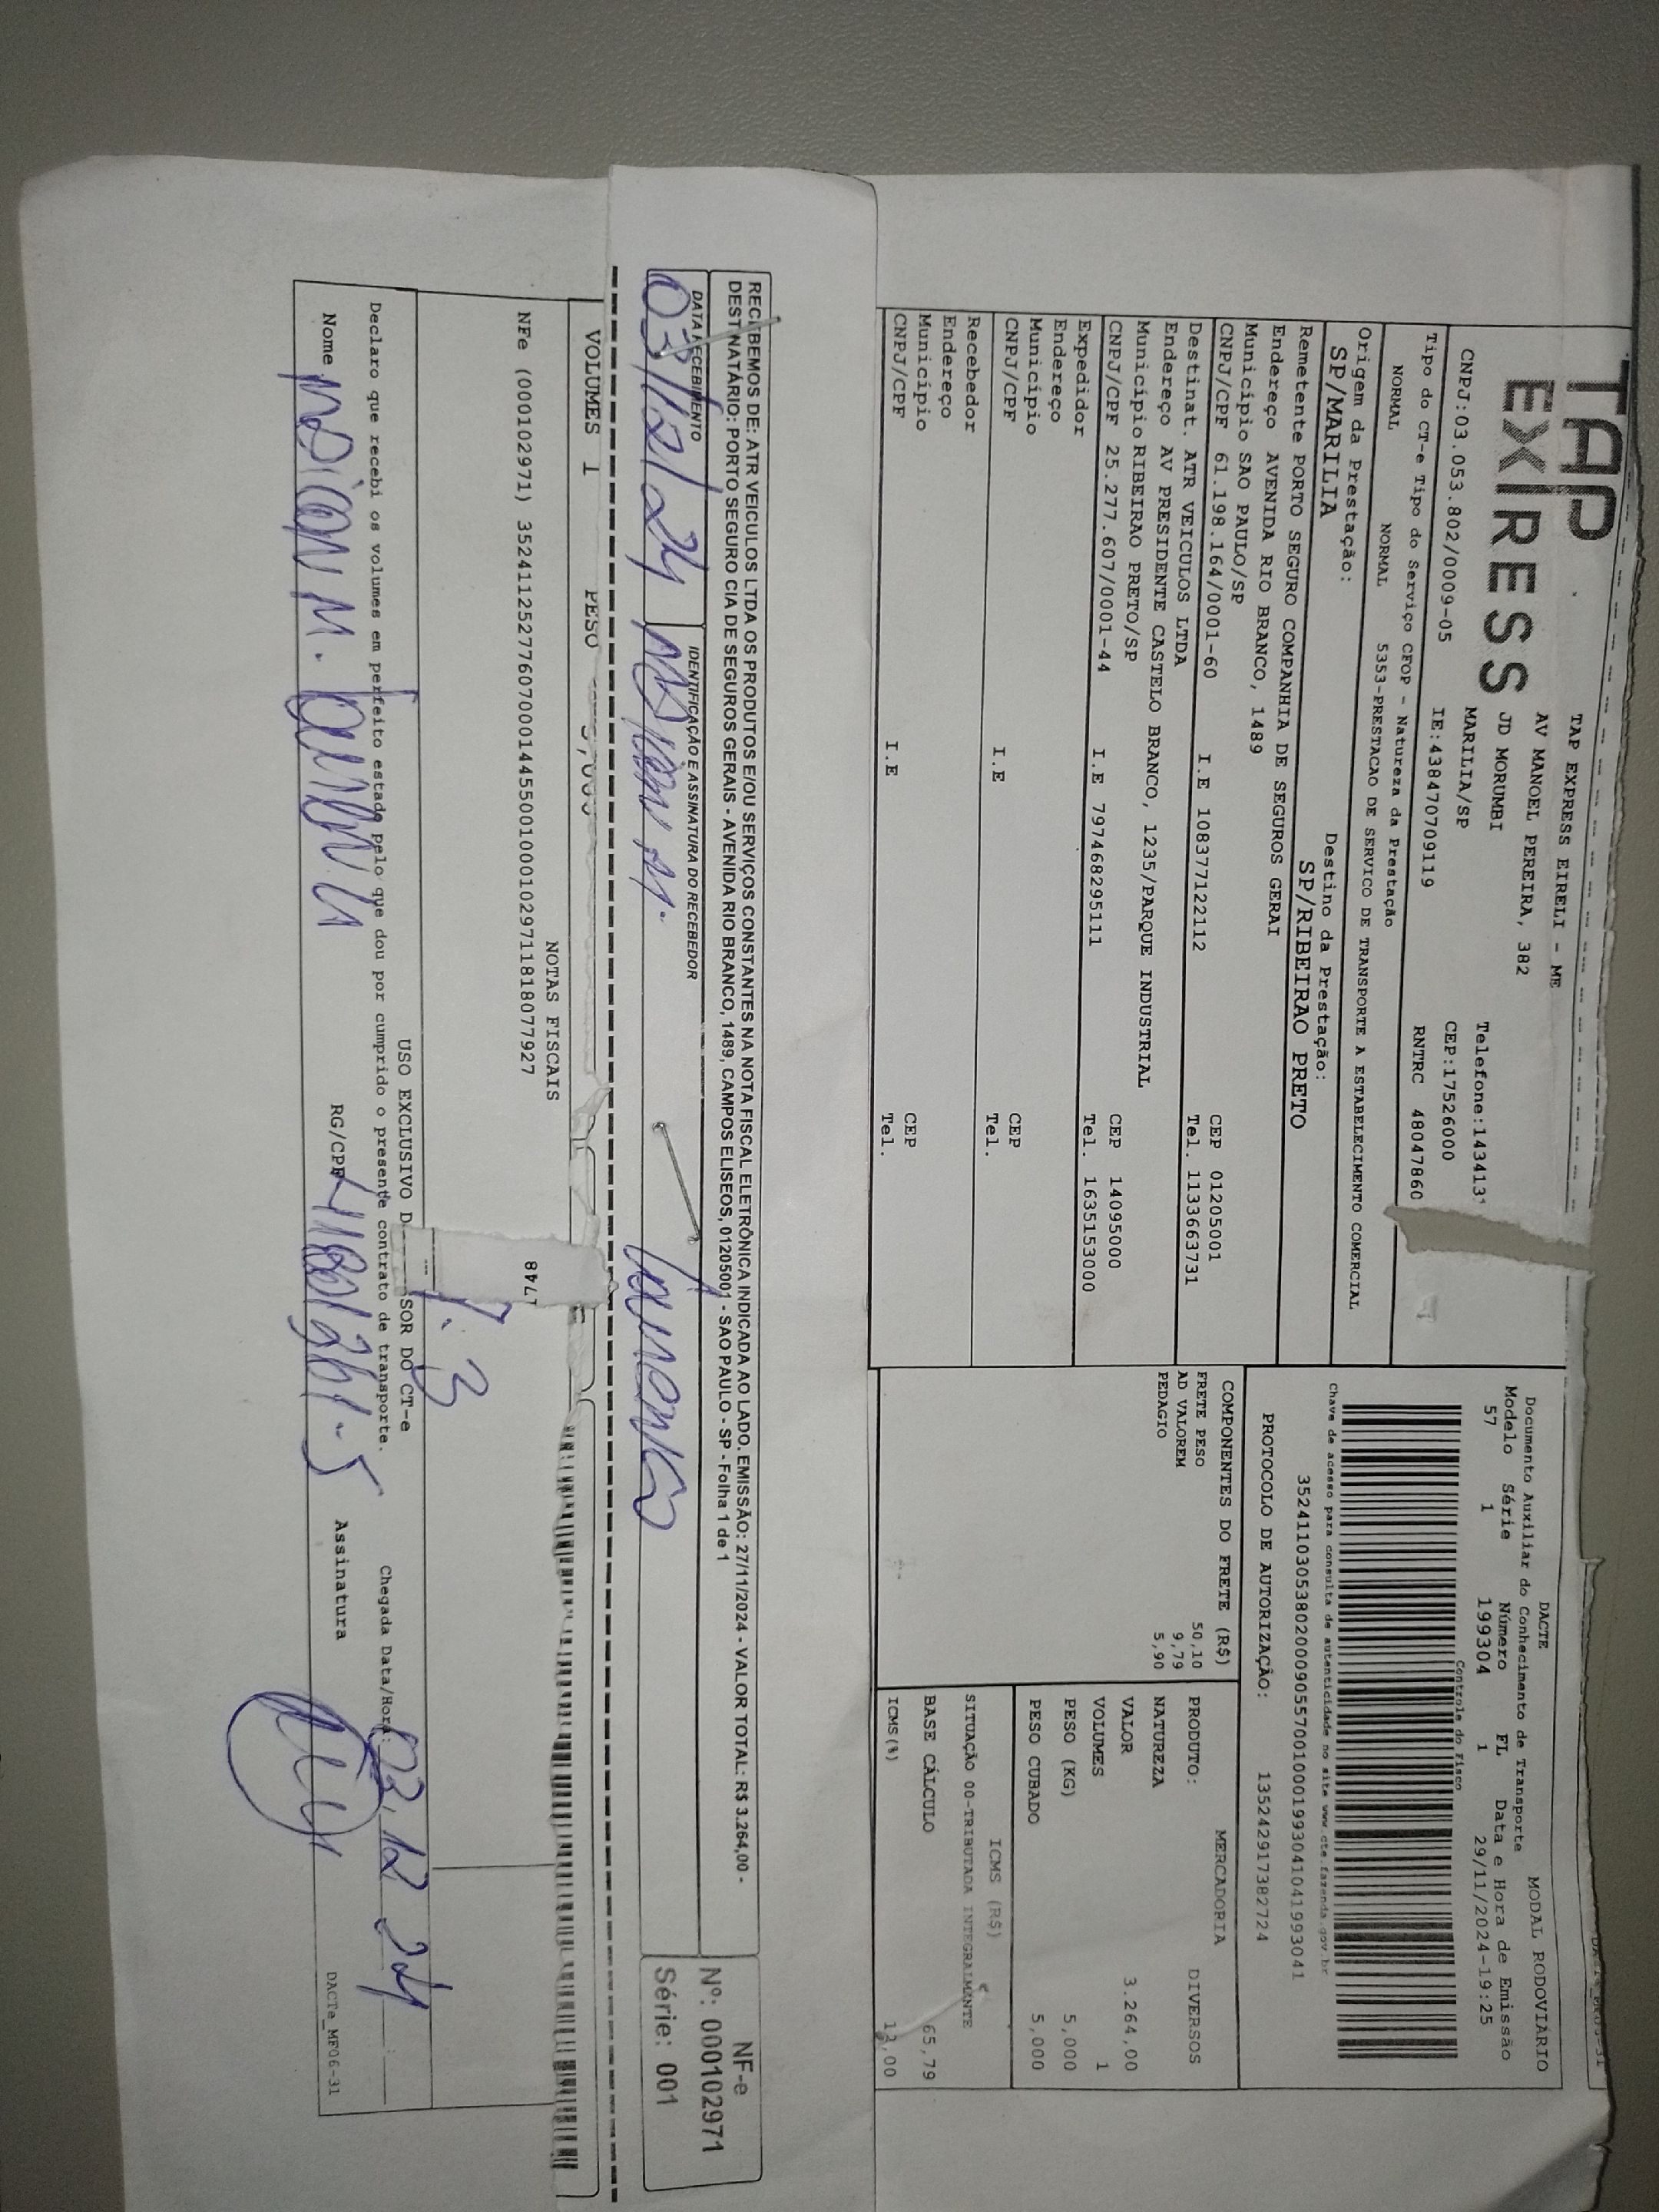 TAP
EXPRESS
TAP EXPRESS EIRELI - ME
AV MANOEL PEREIRA, 382
JD MORUMBI
MARILIA/SP
Telefone:1434131
CEP:17526000
CNPJ:03.053.802/0009-05
IE:438470709119
RNTRC 48047860
Tipo do CT-e Tipo do Serviço CFOP - Natureza da Prestação
NORMAL NORMAL 5353-PRESTACAO DE SERVICO DE TRANSPORTE A ESTABELECIMENTO COMERCIAL
Origem da Prestação:
SP/MARILIA
Destino da Prestação:
SP/RIBEIRAO PRETO
Remetente PORTO SEGURO COMPANHIA DE SEGUROS GERAI
Endereço AVENIDA RIO BRANCO, 1489
Município SAO PAULO/SP CEP 01205001
CNPJ/CPF 61.198.164/0001-60 I.E 108377122112 Tel. 1133663731
Destinat. ATR VEICULOS LTDA
Endereço AV PRESIDENTE CASTELO BRANCO, 1235/PARQUE INDUSTRIAL
Município RIBEIRAO PRETO/SP CEP 14095000
CNPJ/CPF 25.277.607/0001-44 I.E 797468295111 Tel. 1635153000
Expedidor
Endereço
Município CEP
CNPJ/CPF I.E Tel.
Recebedor
Endereço
Município CEP
CNPJ/CPF I.E Tel.
DACTE
Documento Auxiliar do Conhecimento de Transporte
MODAL RODOVIÁRIO
Modelo Série Número FL Data e Hora de Emissão
57 1 199304 1 29/11/2024-19:25
Controle do Fisco
Chave de acesso para consulta de autenticidade no site www.cte.fazenda.gov.br
35241103053802000905570010001993041041993041
PROTOCOLO DE AUTORIZAÇÃO: 135242917382724
COMPONENTES DO FRETE (R$)
FRETE PESO 50,10
AD VALOREM 9,79
PEDAGIO 5,90
MERCADORIA
PRODUTO: DIVERSOS
NATUREZA
VALOR 3.264,00
VOLUMES 1
PESO (KG) 5,000
PESO CUBADO 5,000
ICMS (R$)
SITUAÇÃO 00-TRIBUTADA INTEGRALMENTE
BASE CÁLCULO 65,79
ICMS(%) 12,00
RECEBEMOS DE: ATR VEICULOS LTDA OS PRODUTOS E/OU SERVIÇOS CONSTANTES NA NOTA FISCAL ELETRÔNICA INDICADA AO LADO. EMISSÃO: 27/11/2024 - VALOR TOTAL: R$ 3.264,00 -
DESTINATÁRIO: PORTO SEGURO CIA DE SEGUROS GERAIS - AVENIDA RIO BRANCO, 1489, CAMPOS ELISEOS, 01205001 - SAO PAULO - SP - Folha 1 de 1
DATA RECEBIMENTO
IDENTIFICAÇÃO E ASSINATURA DO RECEBEDOR
03/12/24
NF-e
Nº: 000102971
Série: 001
VOLUMES 1 PESO
NOTAS FISCAIS
NFe (000102971) 35241125277607000144550010001029711818077927
1748
USO EXCLUSIVO D SOR DO CT-e
Declaro que recebi os volumes em perfeito estado pelo que dou por cumprido o presente contrato de transporte.
Chegada Data/Hora: 03,12 24
Nome
RG/CPF
Assinatura
DACTe_MF06-31